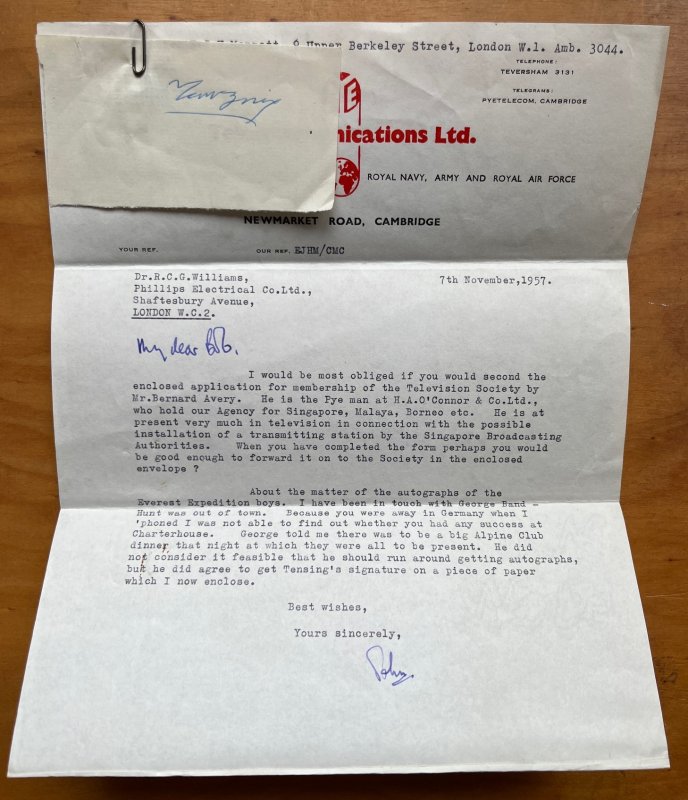 Upper Berkeley Street, London W.1. Amb. 3044.
TELEPHONE:
TEVERSHAM 3131
TELEGRAMS:
PYETELECOM, CAMBRIDGE
Tenzing
E
nications Ltd.
ROYAL NAVY, ARMY AND ROYAL AIR FORCE
NEWMARKET ROAD, CAMBRIDGE
YOUR REF. OUR REF. EJHM/CMC
Dr.R.C.G.Williams, 7th November,1957.
Phillips Electrical Co.Ltd.,
Shaftesbury Avenue,
LONDON W.C.2.
My dear Bob.
I would be most obliged if you would second the
enclosed application for membership of the Television Society by
Mr.Bernard Avery. He is the Pye man at H.A.O'Connor & Co.Ltd.,
who hold our Agency for Singapore, Malaya, Borneo etc. He is at
present very much in television in connection with the possible
installation of a transmitting station by the Singapore Broadcasting
Authorities. When you have completed the form perhaps you would
be good enough to forward it on to the Society in the enclosed
envelope ?
About the matter of the autographs of the
Everest Expedition boys. I have been in touch with George Band -
Hunt was out of town. Because you were away in Germany when I
'phoned I was not able to find out whether you had any success at
Charterhouse. George told me there was to be a big Alpine Club
dinner that night at which they were all to be present. He did
not consider it feasible that he should run around getting autographs,
but he did agree to get Tensing's signature on a piece of paper
which I now enclose.
Best wishes,
Yours sincerely,